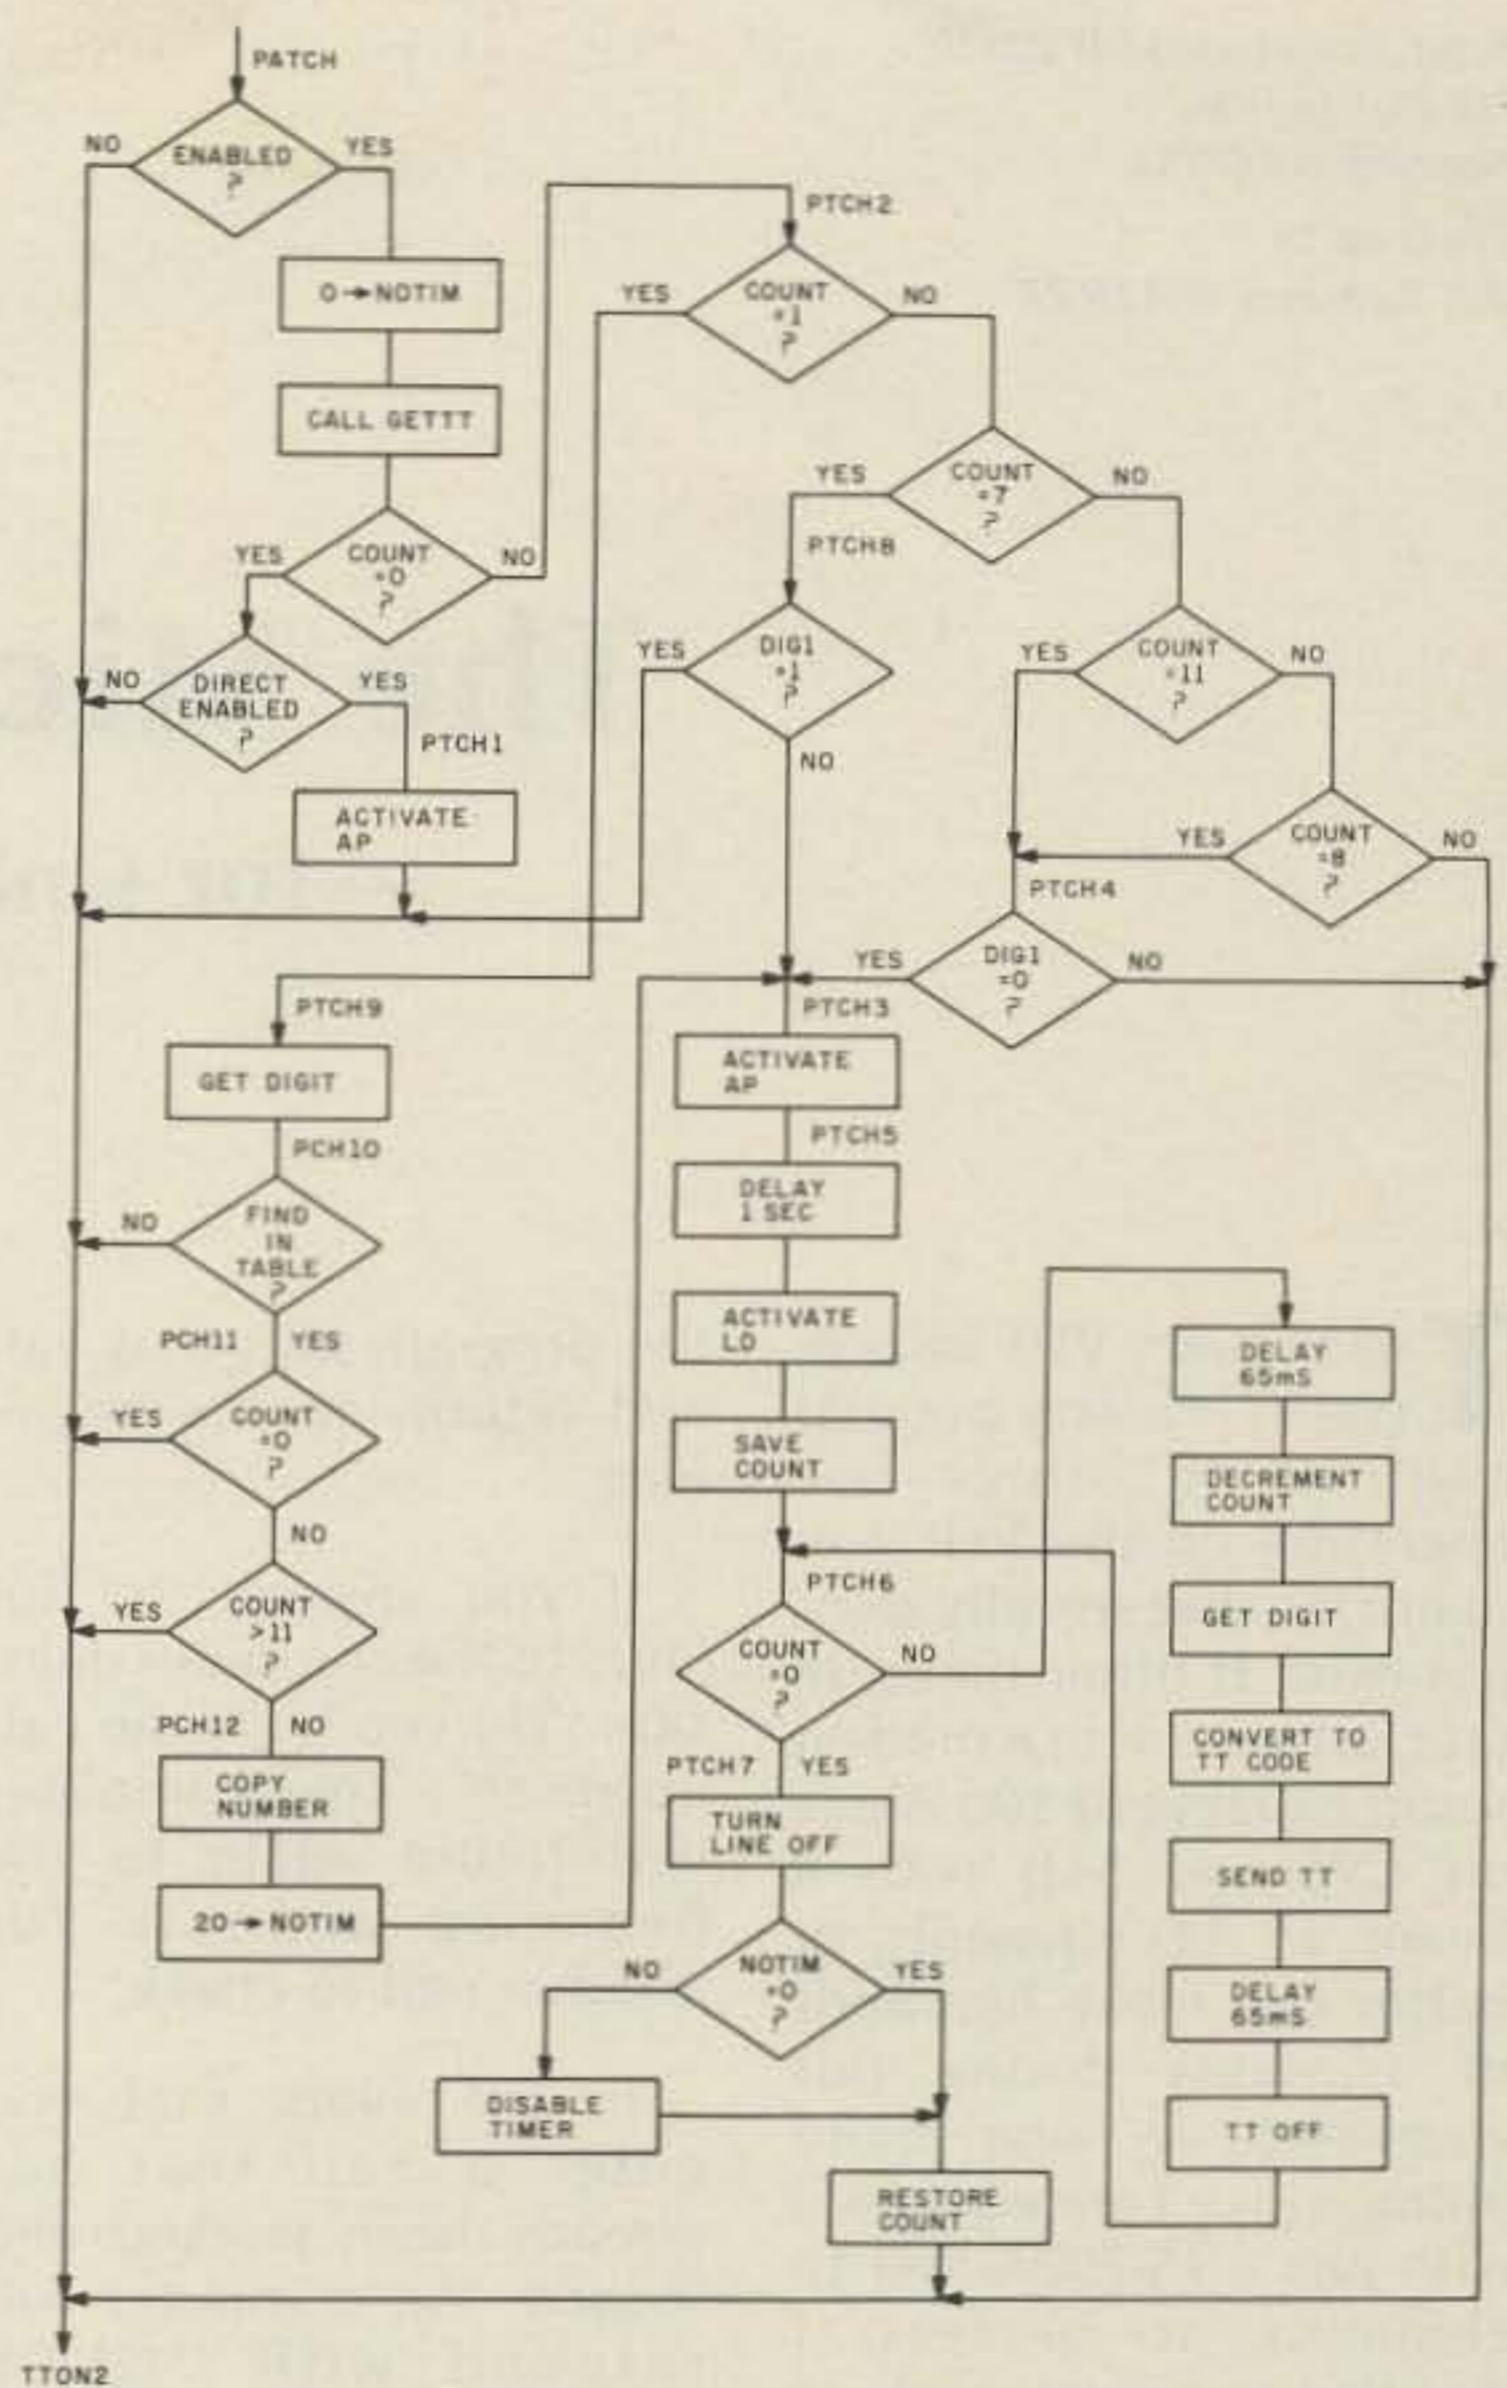 PATCH
NO
YES
ENABLED
?
PTCH2
0→NOTIM
YES
COUNT
=1
?
NO
CALL GETTT
YES
COUNT
=7
?
NO
YES
COUNT
=0
?
NO
PTCH8
NO
DIRECT
ENABLED
?
YES
PTCH1
YES
DIG1
=1
?
NO
YES
COUNT
=11
?
NO
ACTIVATE
AP
YES
COUNT
=8
?
NO
PTCH4
YES
DIG1
=0
?
NO
PTCH9
PTCH3
GET DIGIT
ACTIVATE
AP
PCH10
PTCH5
NO
FIND
IN
TABLE
?
DELAY
1 SEC
PCH11
YES
ACTIVATE
LO
DELAY
65mS
YES
COUNT
=0
?
SAVE
COUNT
DECREMENT
COUNT
NO
PTCH6
YES
COUNT
>11
?
GET DIGIT
COUNT
=0
?
NO
PCH12
NO
CONVERT TO
TT CODE
COPY
NUMBER
PTCH7
YES
TURN
LINE OFF
SEND TT
20→NOTIM
NO
NOTIM
=0
?
YES
DELAY
65mS
DISABLE
TIMER
TT OFF
RESTORE
COUNT
TTON2